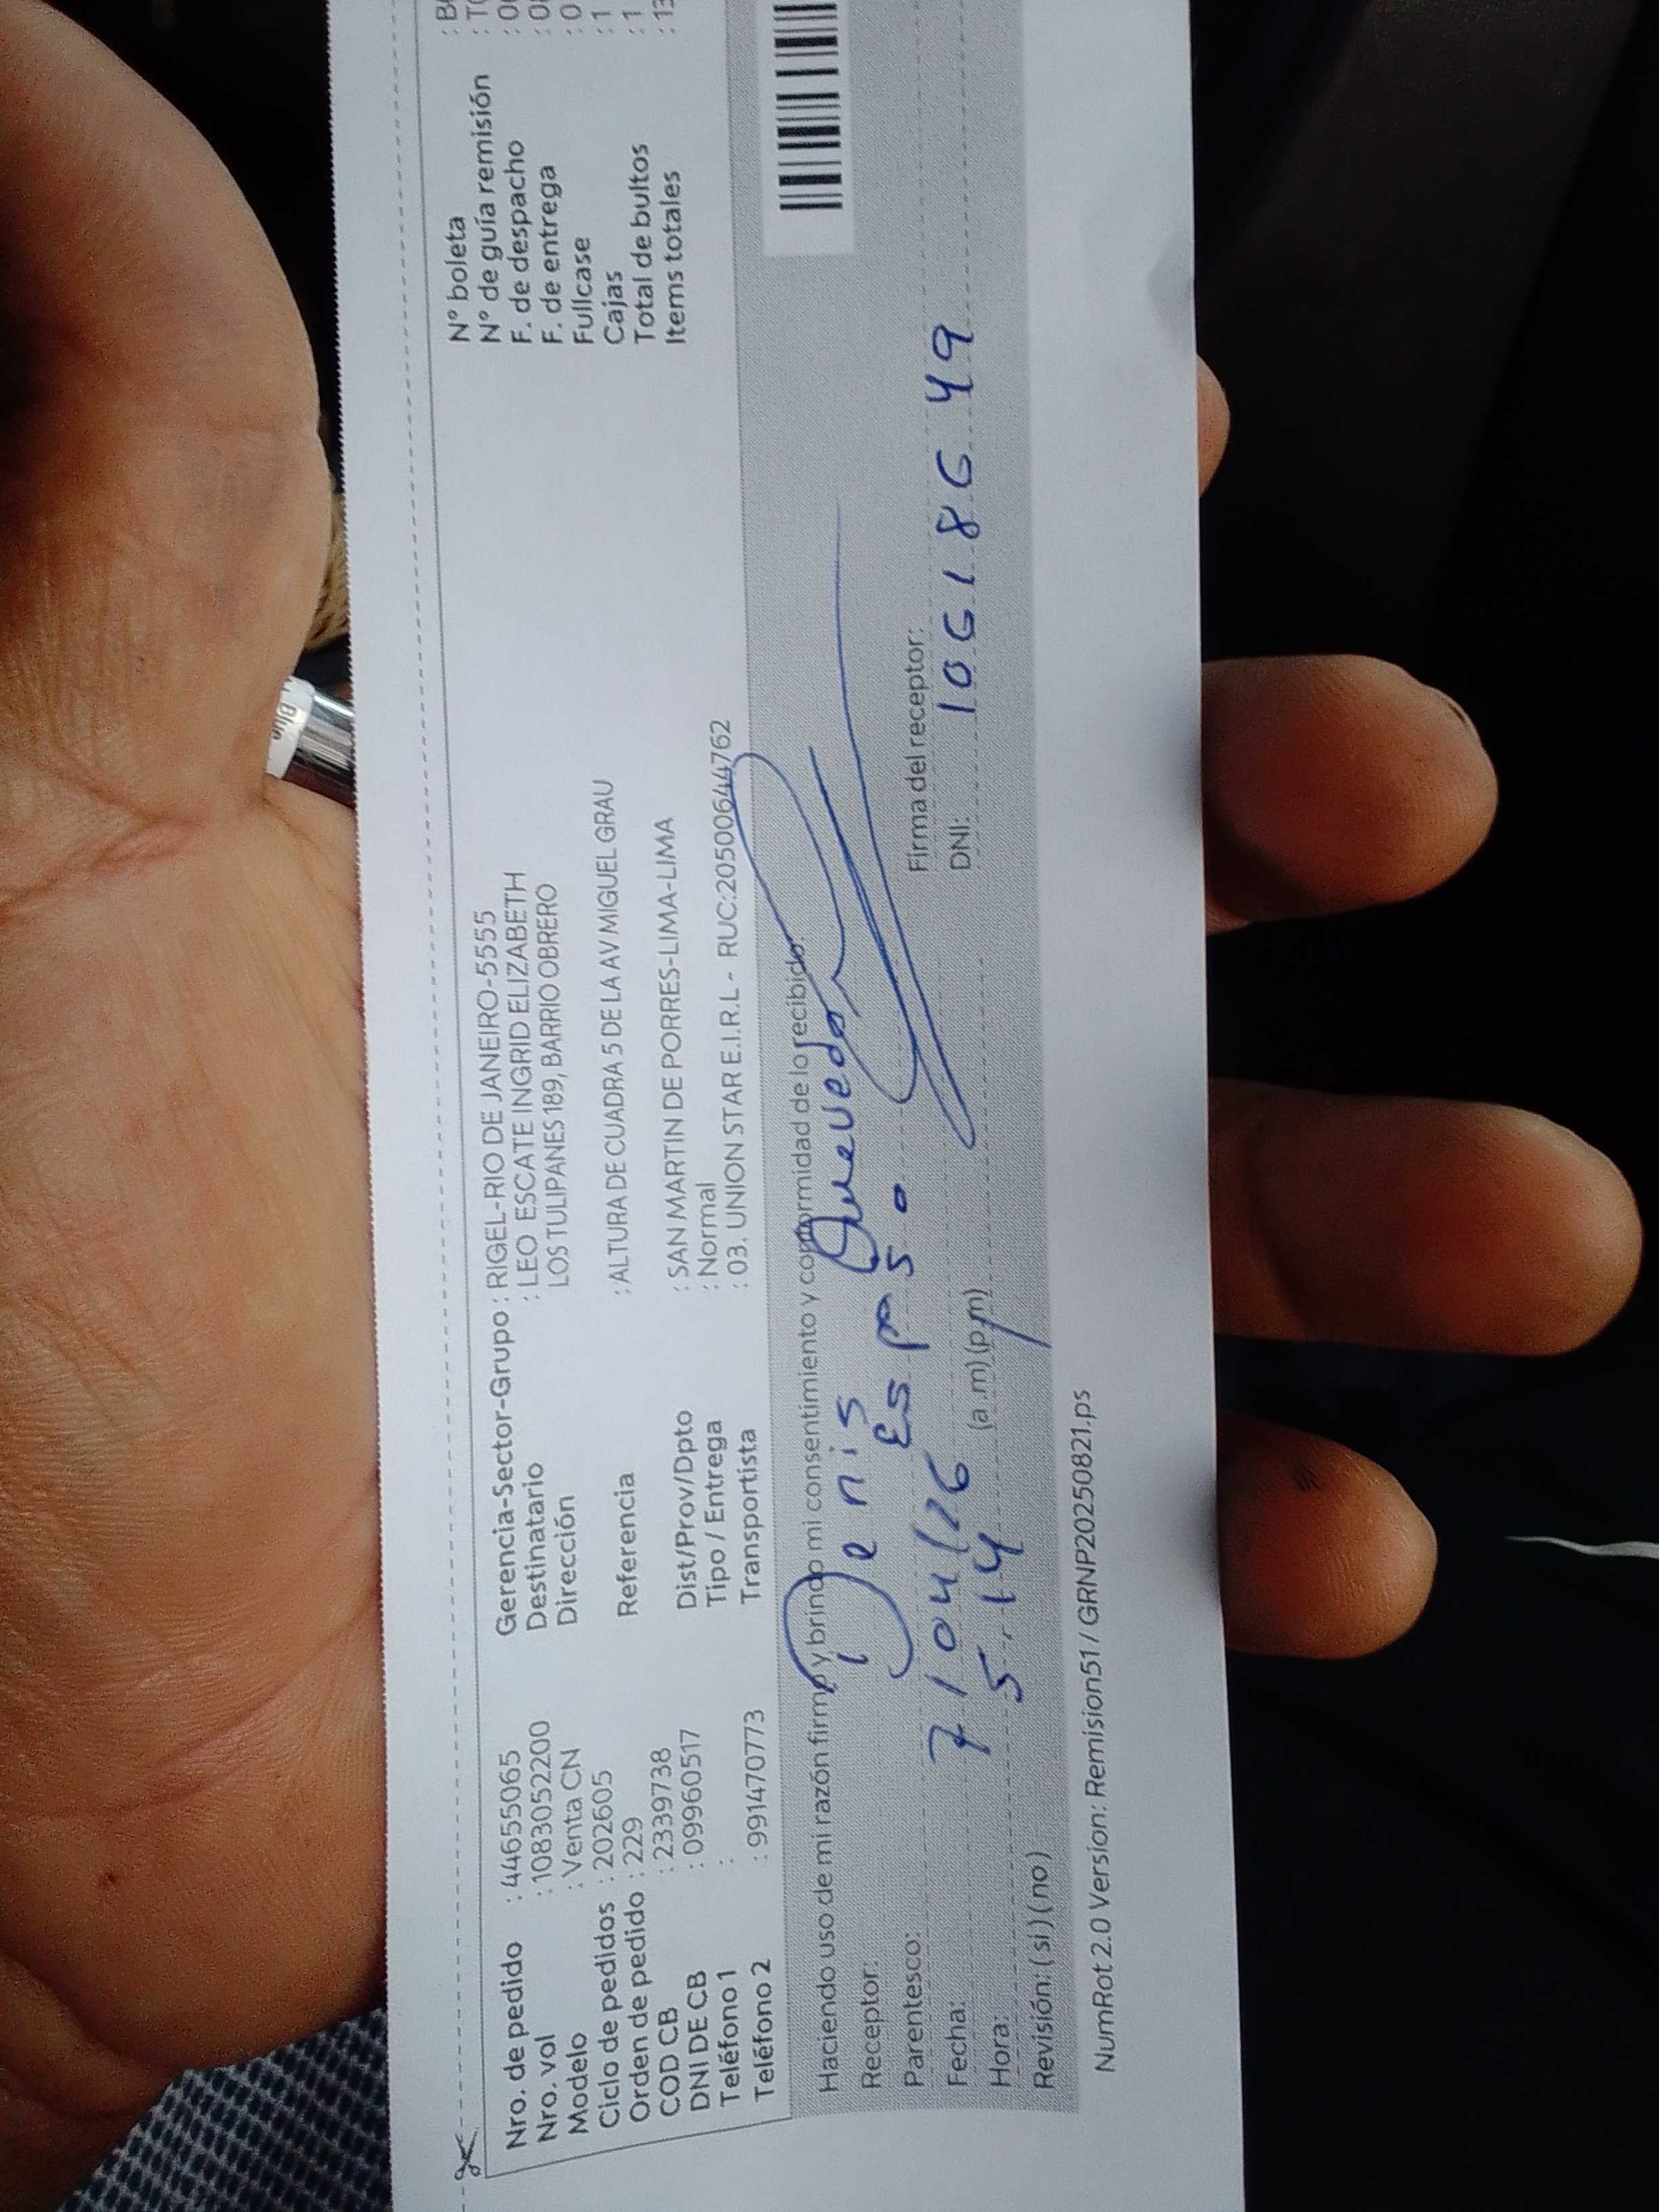 Nro. de pedido : 44655065
Nro. vol : 1083052200
Modelo : Venta CN
Ciclo de pedidos : 202605
Orden de pedido : 229
COD CB : 2339738
DNI DE CB : 09960517
Teléfono 1 :
Teléfono 2 : 991470773
Gerencia-Sector-Grupo : RIGEL-RIO DE JANEIRO-5555
Destinatario : LEO ESCATE INGRID ELIZABETH
Dirección LOS TULIPANES 189, BARRIO OBRERO
Referencia : ALTURA DE CUADRA 5 DE LA AV MIGUEL GRAU
Dist/Prov/Dpto : SAN MARTIN DE PORRES-LIMA-LIMA
Tipo / Entrega : Normal
Transportista : 03. UNION STAR E.I.R.L - RUC:20500644762
N° boleta
N° de guía remisión
F. de despacho
F. de entrega
Fullcase
Cajas : 1
Total de bultos : 1
Items totales : 13
Haciendo uso de mi razón firmo y brindo mi consentimiento y conformidad de lo recibido.
Receptor: Denis Quevedo
Parentesco: Esposo
Fecha: 7/04/26
Hora: 5.14 (a.m) (p.m)
Revisión: (si) (no)
Firma del receptor:
DNI: 10618649
NumRot 2.0 Version: Remision51 / GRNP20250821.ps
Blue